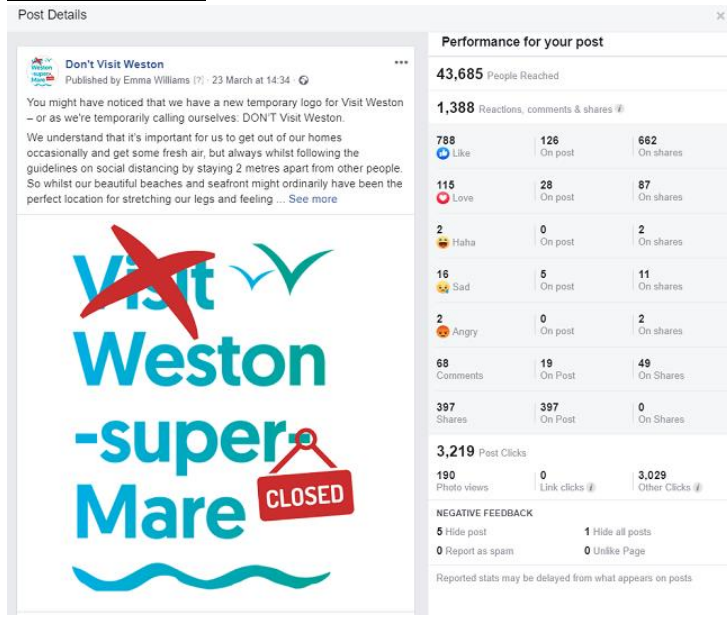 Post Details
Don't Visit Weston
Published by Emma Williams [?] · 23 March at 14:34 ·
You might have noticed that we have a new temporary logo for Visit Weston
– or as we're temporarily calling ourselves: DON'T Visit Weston.
We understand that it's important for us to get out of our homes
occasionally and get some fresh air, but always whilst following the
guidelines on social distancing by staying 2 metres apart from other people.
So whilst our beautiful beaches and seafront might ordinarily have been the
perfect location for stretching our legs and feeling ... See more
Visit
Weston
-super-
Mare
CLOSED
Performance for your post
43,685 People Reached
1,388 Reactions, comments & shares
788 126 662
Like On post On shares
115 28 87
Love On post On shares
2 0 2
Haha On post On shares
16 5 11
Sad On post On shares
2 0 2
Angry On post On shares
68 19 49
Comments On Post On Shares
397 397 0
Shares On Post On Shares
3,219 Post Clicks
190 0 3,029
Photo views Link clicks Other Clicks
NEGATIVE FEEDBACK
5 Hide post 1 Hide all posts
0 Report as spam 0 Unlike Page
Reported stats may be delayed from what appears on posts